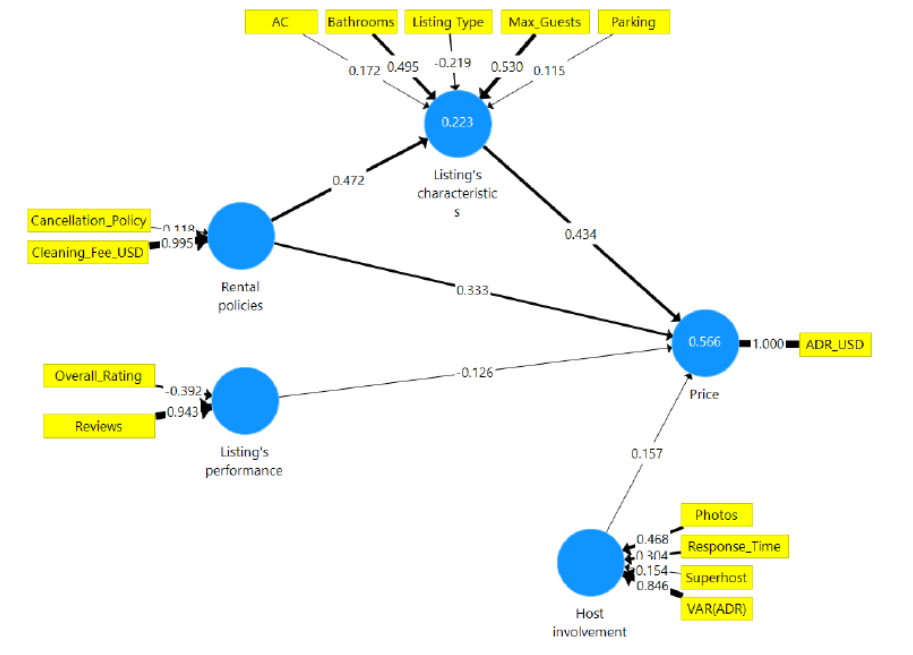 AC
Bathrooms
Listing Type
Max_Guests
Parking
0.172
0.495
-0.219
0.530
0.115
0.223
Listing's
characteristic
s
0.472
0.434
Cancellation_Policy
0.118
Cleaning_Fee_USD
0.995
Rental
policies
0.333
0.566
1.000
ADR_USD
Price
Overall_Rating
-0.392
Reviews
0.943
Listing's
performance
-0.126
0.157
Photos
0.468
Response_Time
0.304
Superhost
0.154
VAR(ADR)
0.846
Host
involvement